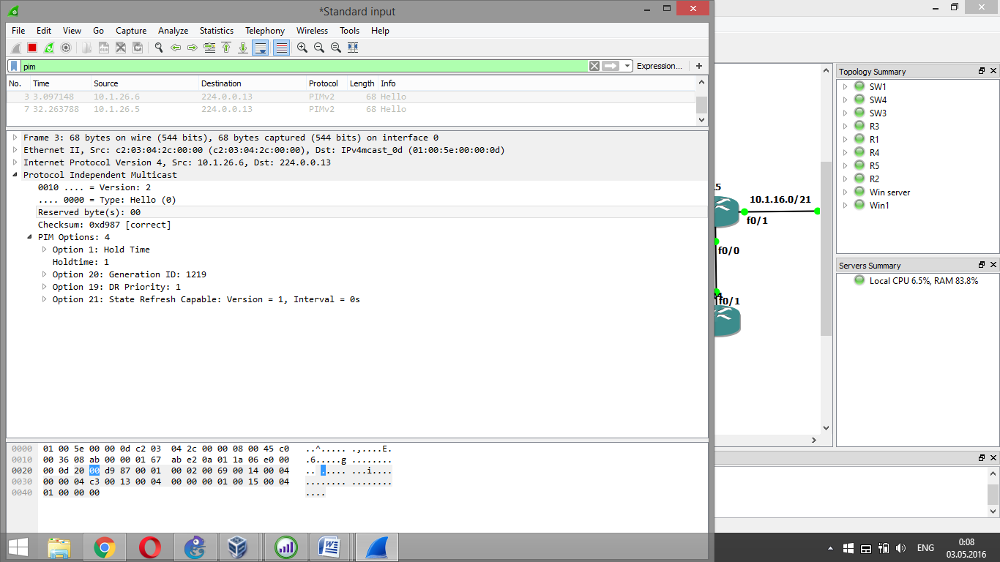 *Standard input
File Edit View Go Capture Analyze Statistics Telephony Wireless Tools Help
pim
Expression...
+
No. Time Source Destination Protocol Length Info
3 3.097148 10.1.26.6 224.0.0.13 PIMv2 68 Hello
7 32.263788 10.1.26.5 224.0.0.13 PIMv2 68 Hello
Frame 3: 68 bytes on wire (544 bits), 68 bytes captured (544 bits) on interface 0
Ethernet II, Src: c2:03:04:2c:00:00 (c2:03:04:2c:00:00), Dst: IPv4mcast_0d (01:00:5e:00:00:0d)
Internet Protocol Version 4, Src: 10.1.26.6, Dst: 224.0.0.13
Protocol Independent Multicast
0010 .... = Version: 2
.... 0000 = Type: Hello (0)
Reserved byte(s): 00
Checksum: 0xd987 [correct]
PIM Options: 4
Option 1: Hold Time
Holdtime: 1
Option 20: Generation ID: 1219
Option 19: DR Priority: 1
Option 21: State Refresh Capable: Version = 1, Interval = 0s
0000 01 00 5e 00 00 0d c2 03 04 2c 00 00 08 00 45 c0 ..^..... .,....E.
0010 00 36 08 ab 00 00 01 67 ab e2 0a 01 1a 06 e0 00 .6.....g ........
0020 00 0d 20 00 d9 87 00 01 00 02 00 69 00 14 00 04 .. ..... ...i....
0030 00 00 04 c3 00 13 00 04 00 00 00 01 00 15 00 04 ........ ........
0040 01 00 00 00 ....
10.1.16.0/21
f0/1
f0/0
f0/1
Topology Summary
SW1
SW4
SW3
R3
R1
R4
R5
R2
Win server
Win1
Servers Summary
Local CPU 6.5%, RAM 83.8%
ENG
0:08
03.05.2016